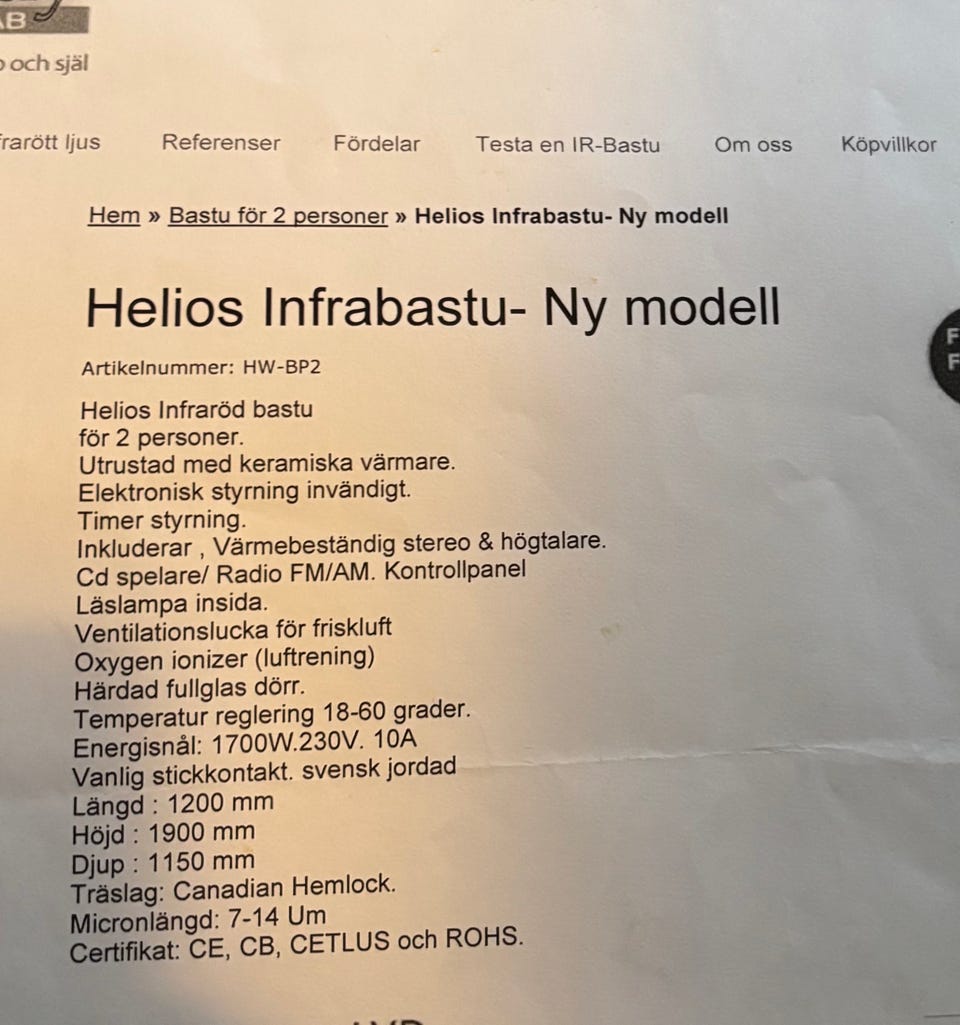 AB
och själ
ljus Referenser Fördelar Testa en IR-Bastu Om oss Köpvillkor
Hem » Bastu för 2 personer » Helios Infrabastu- Ny modell
Helios Infrabastu- Ny modell
Artikelnummer: HW-BP2
Helios Infraröd bastu
för 2 personer.
Utrustad med keramiska värmare.
Elektronisk styrning invändigt.
Timer styrning.
Inkluderar , Värmebeständig stereo & högtalare.
Cd spelare/ Radio FM/AM. Kontrollpanel
Läslampa insida.
Ventilationslucka för friskluft
Oxygen ionizer (luftrening)
Härdad fullglas dörr.
Temperatur reglering 18-60 grader.
Energisnål: 1700W.230V. 10A
Vanlig stickkontakt. svensk jordad
Längd : 1200 mm
Höjd : 1900 mm
Djup : 1150 mm
Träslag: Canadian Hemlock.
Micronlängd: 7-14 Um
Certifikat: CE, CB, CETLUS och ROHS.